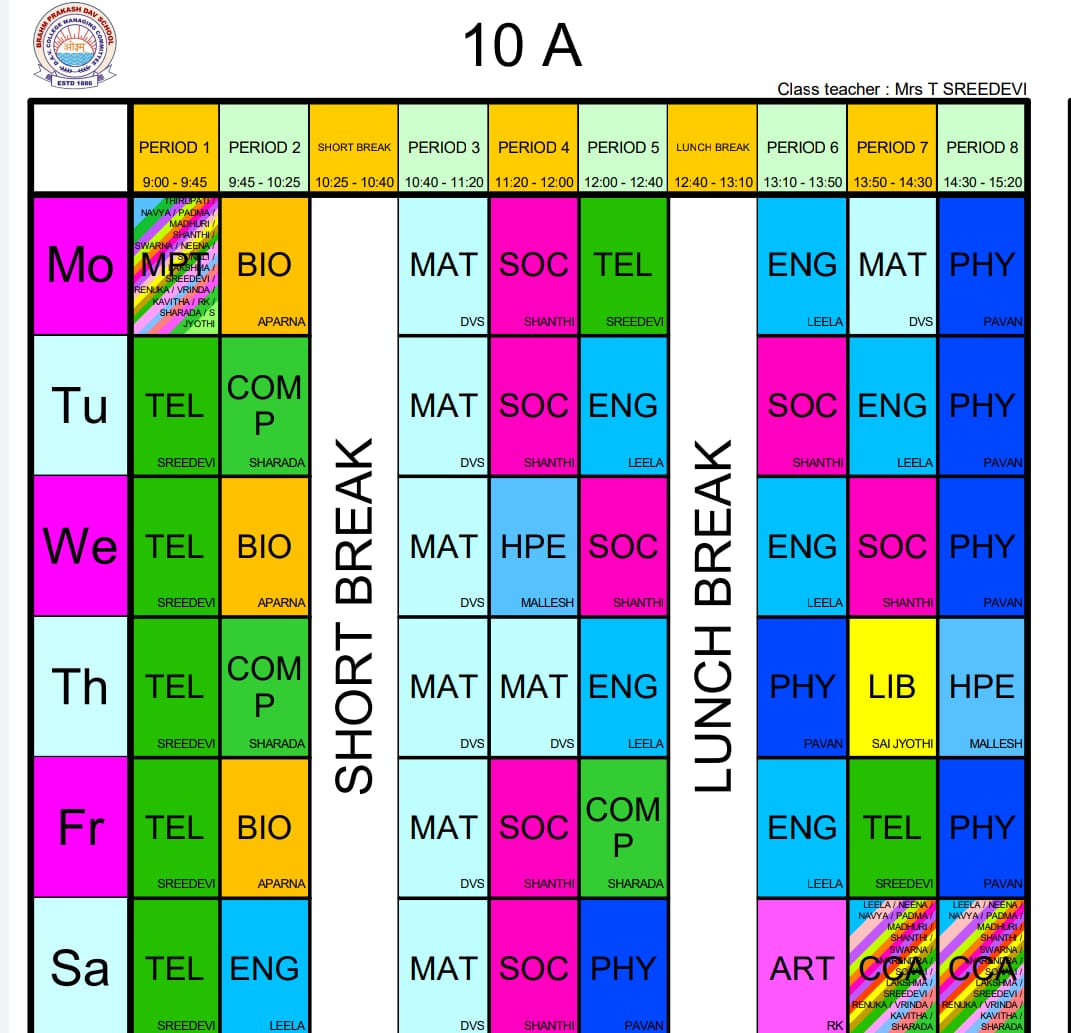 BRAHM PRAKASH DAV SCHOOL
D.A.V. COLLEGE MANAGING COMMITTEE
ओ३म्
ESTD 1886
10 A
Class teacher : Mrs T SREEDEVI
PERIOD 1 PERIOD 2 SHORT BREAK PERIOD 3 PERIOD 4 PERIOD 5 LUNCH BREAK PERIOD 6 PERIOD 7 PERIOD 8
9:00 - 9:45 9:45 - 10:25 10:25 - 10:40 10:40 - 11:20 11:20 - 12:00 12:00 - 12:40 12:40 - 13:10 13:10 - 13:50 13:50 - 14:30 14:30 - 15:20
THIRUPATI /
NAVYA / PADMA /
MADHURI /
SHANTHI /
SWARNA / NEENA /
SONALI /
LAKSHMA /
SREEDEVI /
RENUKA / VRINDA /
KAVITHA / RK /
SHARADA / S
JYOTHI
Mo MPT BIO MAT SOC TEL ENG MAT PHY
APARNA DVS SHANTHI SREEDEVI LEELA DVS PAVAN
Tu TEL COMP MAT SOC ENG SOC ENG PHY
SREEDEVI SHARADA DVS SHANTHI LEELA SHANTHI LEELA PAVAN
SHORT BREAK
LUNCH BREAK
We TEL BIO MAT HPE SOC ENG SOC PHY
SREEDEVI APARNA DVS MALLESH SHANTHI LEELA SHANTHI PAVAN
Th TEL COMP MAT MAT ENG PHY LIB HPE
SREEDEVI SHARADA DVS DVS LEELA PAVAN SAI JYOTHI MALLESH
Fr TEL BIO MAT SOC COMP ENG TEL PHY
SREEDEVI APARNA DVS SHANTHI SHARADA LEELA SREEDEVI PAVAN
Sa TEL ENG MAT SOC PHY ART CCA CCA
SREEDEVI LEELA DVS SHANTHI PAVAN RK
LEELA / NEENA /
NAVYA / PADMA /
MADHURI /
SHANTHI /
SWARNA /
NARENDRA /
SONALI /
LAKSHMA /
SREEDEVI /
RENUKA / VRINDA /
KAVITHA /
SHARADA
LEELA / NEENA /
NAVYA / PADMA /
MADHURI /
SHANTHI /
SWARNA /
NARENDRA /
SONALI /
LAKSHMA /
SREEDEVI /
RENUKA / VRINDA /
KAVITHA /
SHARADA